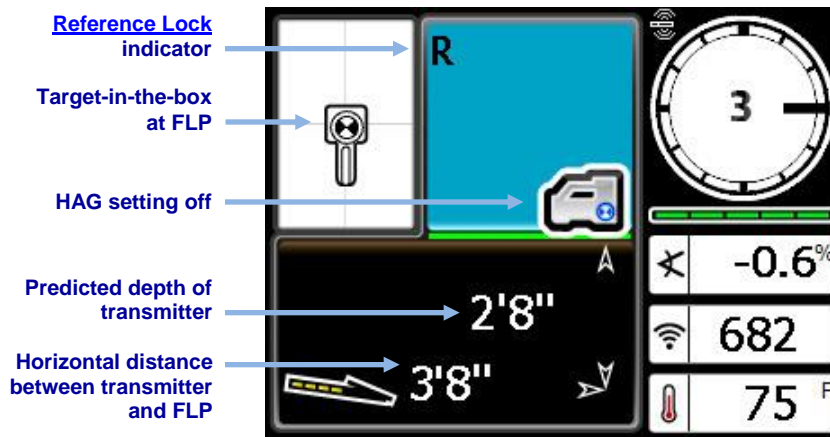 Reference Lock
indicator
Target-in-the-box
at FLP
HAG setting off
Predicted depth of
transmitter
Horizontal distance
between transmitter
and FLP
R
2'8"
3'8"
3
-0.6%
682
75 F